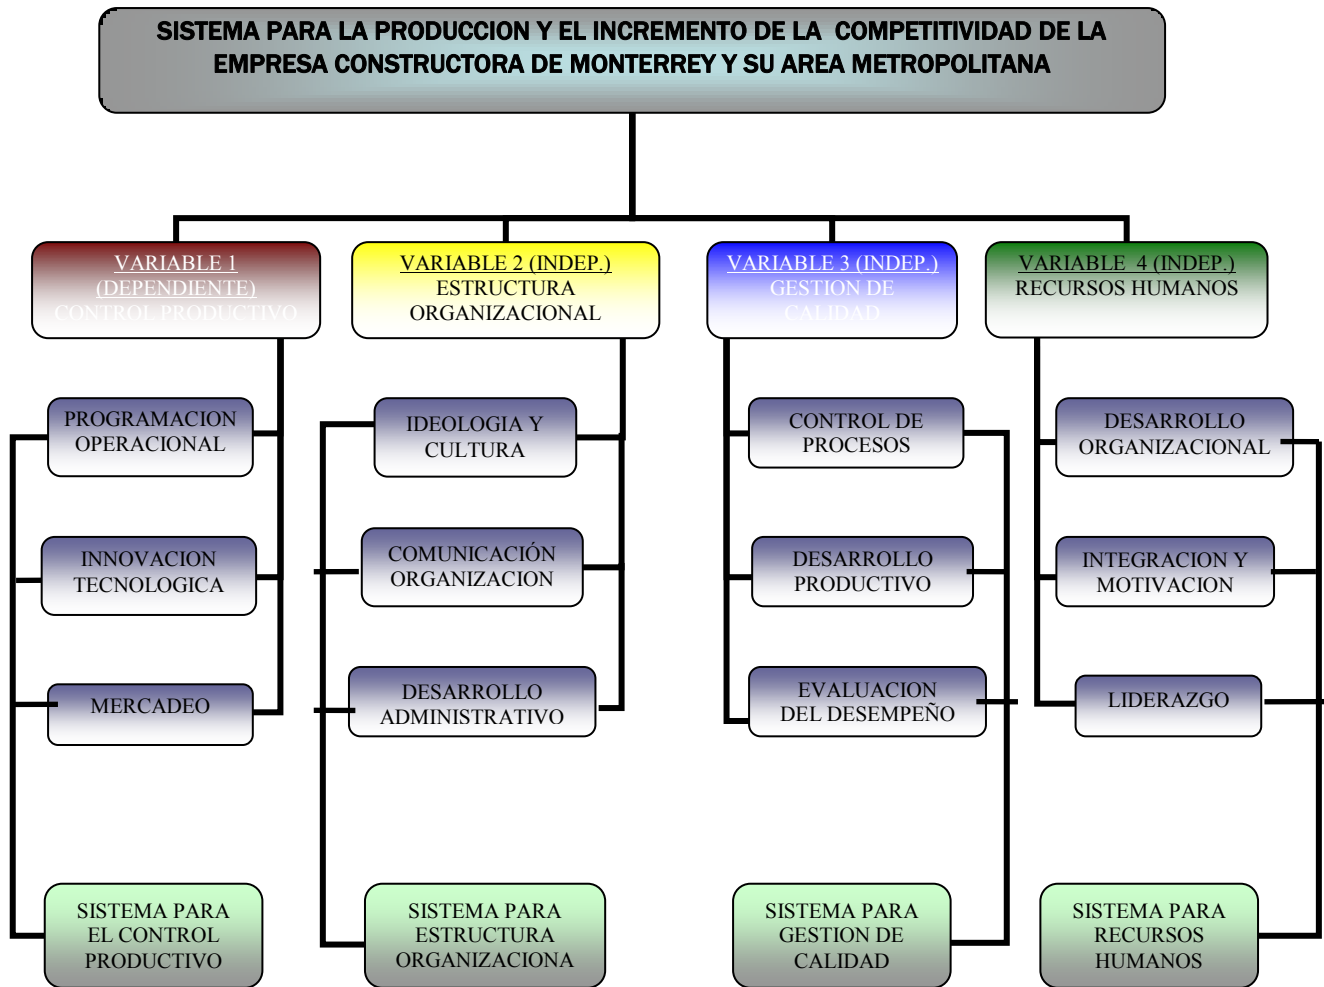 SISTEMA PARA LA PRODUCCION Y EL INCREMENTO DE LA COMPETITIVIDAD DE LA
EMPRESA CONSTRUCTORA DE MONTERREY Y SU AREA METROPOLITANA
VARIABLE 1
(DEPENDIENTE)
CONTROL PRODUCTIVO
VARIABLE 2 (INDEP.)
ESTRUCTURA
ORGANIZACIONAL
VARIABLE 3 (INDEP.)
GESTION DE
CALIDAD
VARIABLE 4 (INDEP.)
RECURSOS HUMANOS
PROGRAMACION
OPERACIONAL
IDEOLOGIA Y
CULTURA
CONTROL DE
PROCESOS
DESARROLLO
ORGANIZACIONAL
INNOVACION
TECNOLOGICA
COMUNICACIÓN
ORGANIZACION
DESARROLLO
PRODUCTIVO
INTEGRACION Y
MOTIVACION
MERCADEO
DESARROLLO
ADMINISTRATIVO
EVALUACION
DEL DESEMPEÑO
LIDERAZGO
SISTEMA PARA
EL CONTROL
PRODUCTIVO
SISTEMA PARA
ESTRUCTURA
ORGANIZACIONA
SISTEMA PARA
GESTION DE
CALIDAD
SISTEMA PARA
RECURSOS
HUMANOS